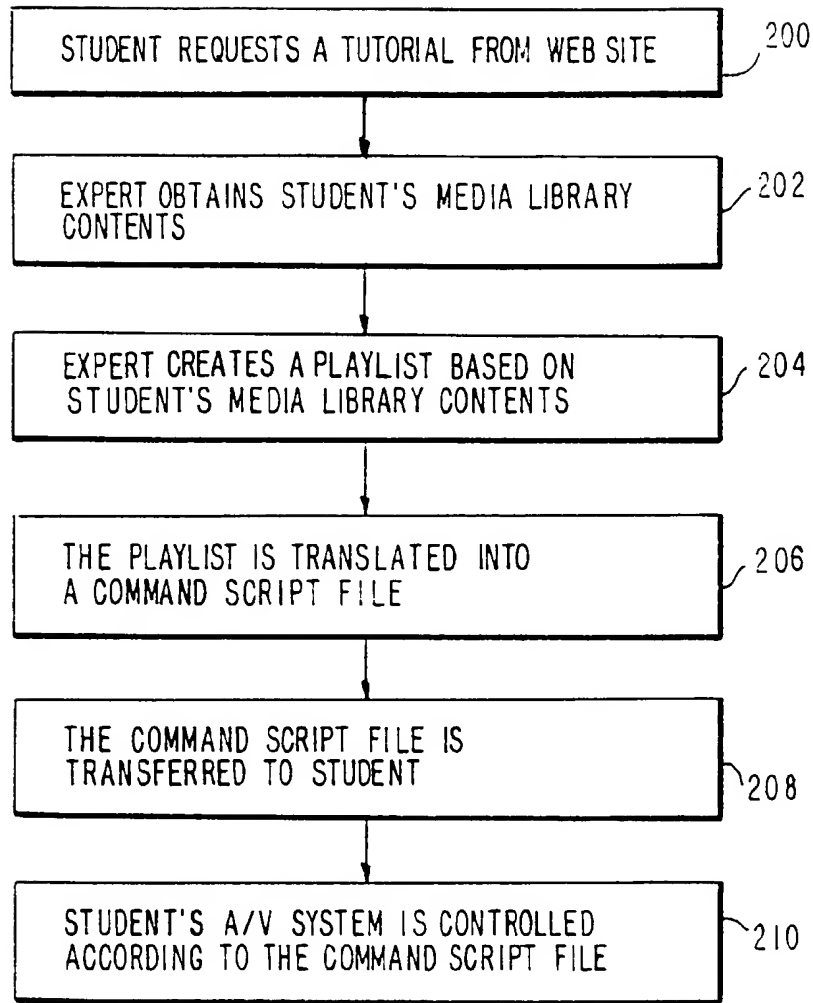 STUDENT REQUESTS A TUTORIAL FROM WEB SITE
200
EXPERT OBTAINS STUDENT'S MEDIA LIBRARY
CONTENTS
202
EXPERT CREATES A PLAYLIST BASED ON
STUDENT'S MEDIA LIBRARY CONTENTS
204
THE PLAYLIST IS TRANSLATED INTO
A COMMAND SCRIPT FILE
206
THE COMMAND SCRIPT FILE IS
TRANSFERRED TO STUDENT
208
STUDENT'S A/V SYSTEM IS CONTROLLED
ACCORDING TO THE COMMAND SCRIPT FILE
210